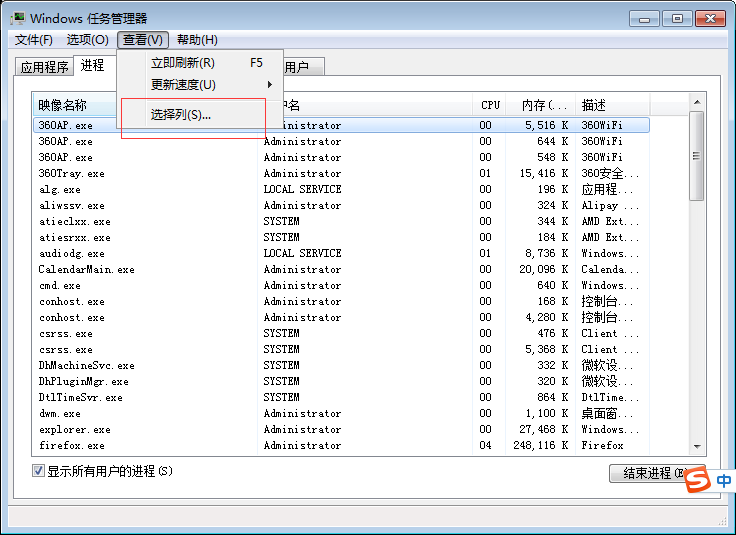 Windows 任务管理器
文件(F) 选项(O) 查看(V) 帮助(H)
应用程序 进程 用户
立即刷新(R) F5
更新速度(U)
选择列(S)...
映像名称 户名 CPU 内存(... 描述
360AP.exe Administrator 00 5,516 K 360WiFi
360AP.exe Administrator 00 644 K 360WiFi
360AP.exe Administrator 00 548 K 360WiFi
360Tray.exe Administrator 01 15,416 K 360安全...
alg.exe LOCAL SERVICE 00 196 K 应用程...
aliwssv.exe Administrator 00 324 K Alipay ...
atieclxx.exe SYSTEM 00 344 K AMD Ext...
atiesrxx.exe SYSTEM 00 184 K AMD Ext...
audiodg.exe LOCAL SERVICE 01 8,736 K Windows...
CalendarMain.exe Administrator 00 20,096 K Calenda...
cmd.exe Administrator 00 640 K Windows...
conhost.exe Administrator 00 168 K 控制台...
conhost.exe Administrator 00 4,280 K 控制台...
csrss.exe SYSTEM 00 476 K Client ...
csrss.exe SYSTEM 00 5,368 K Client ...
DhMachineSvc.exe SYSTEM 00 332 K 微软设...
DhPluginMgr.exe SYSTEM 00 320 K 微软设...
DtlTimeSvr.exe SYSTEM 00 864 K DtlTime...
dwm.exe Administrator 00 1,100 K 桌面窗...
explorer.exe Administrator 00 27,468 K Windows...
firefox.exe Administrator 04 248,116 K Firefox
显示所有用户的进程(S)
结束进程(E)
S 中